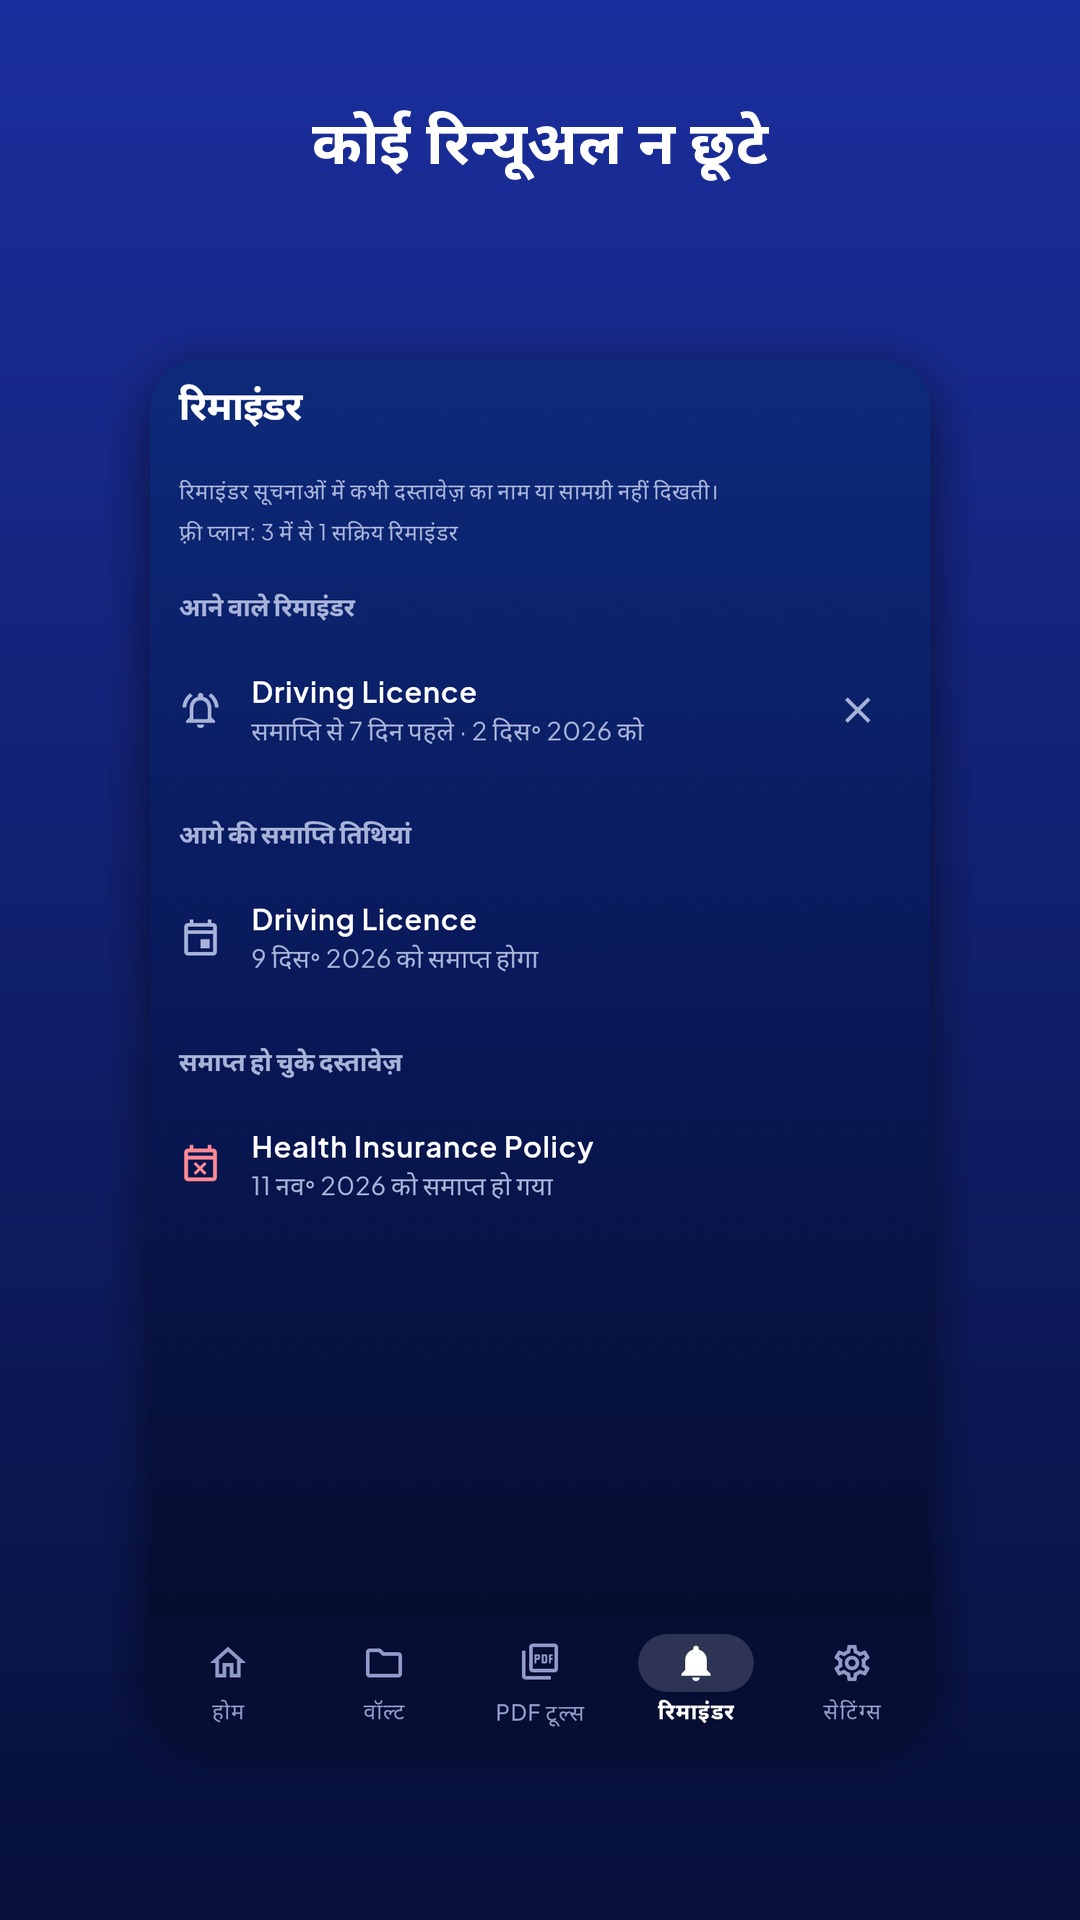 कोई रिन्यूअल न छूटे
रिमाइंडर
रिमाइंडर सूचनाओं में कभी दस्तावेज़ का नाम या सामग्री नहीं दिखती।
फ़्री प्लान: 3 में से 1 सक्रिय रिमाइंडर
आने वाले रिमाइंडर
Driving Licence
समाप्ति से 7 दिन पहले · 2 दिस॰ 2026 को
आगे की समाप्ति तिथियां
Driving Licence
9 दिस॰ 2026 को समाप्त होगा
समाप्त हो चुके दस्तावेज़
Health Insurance Policy
11 नव॰ 2026 को समाप्त हो गया
PDF
होम वॉल्ट PDF टूल्स रिमाइंडर सेटिंग्स